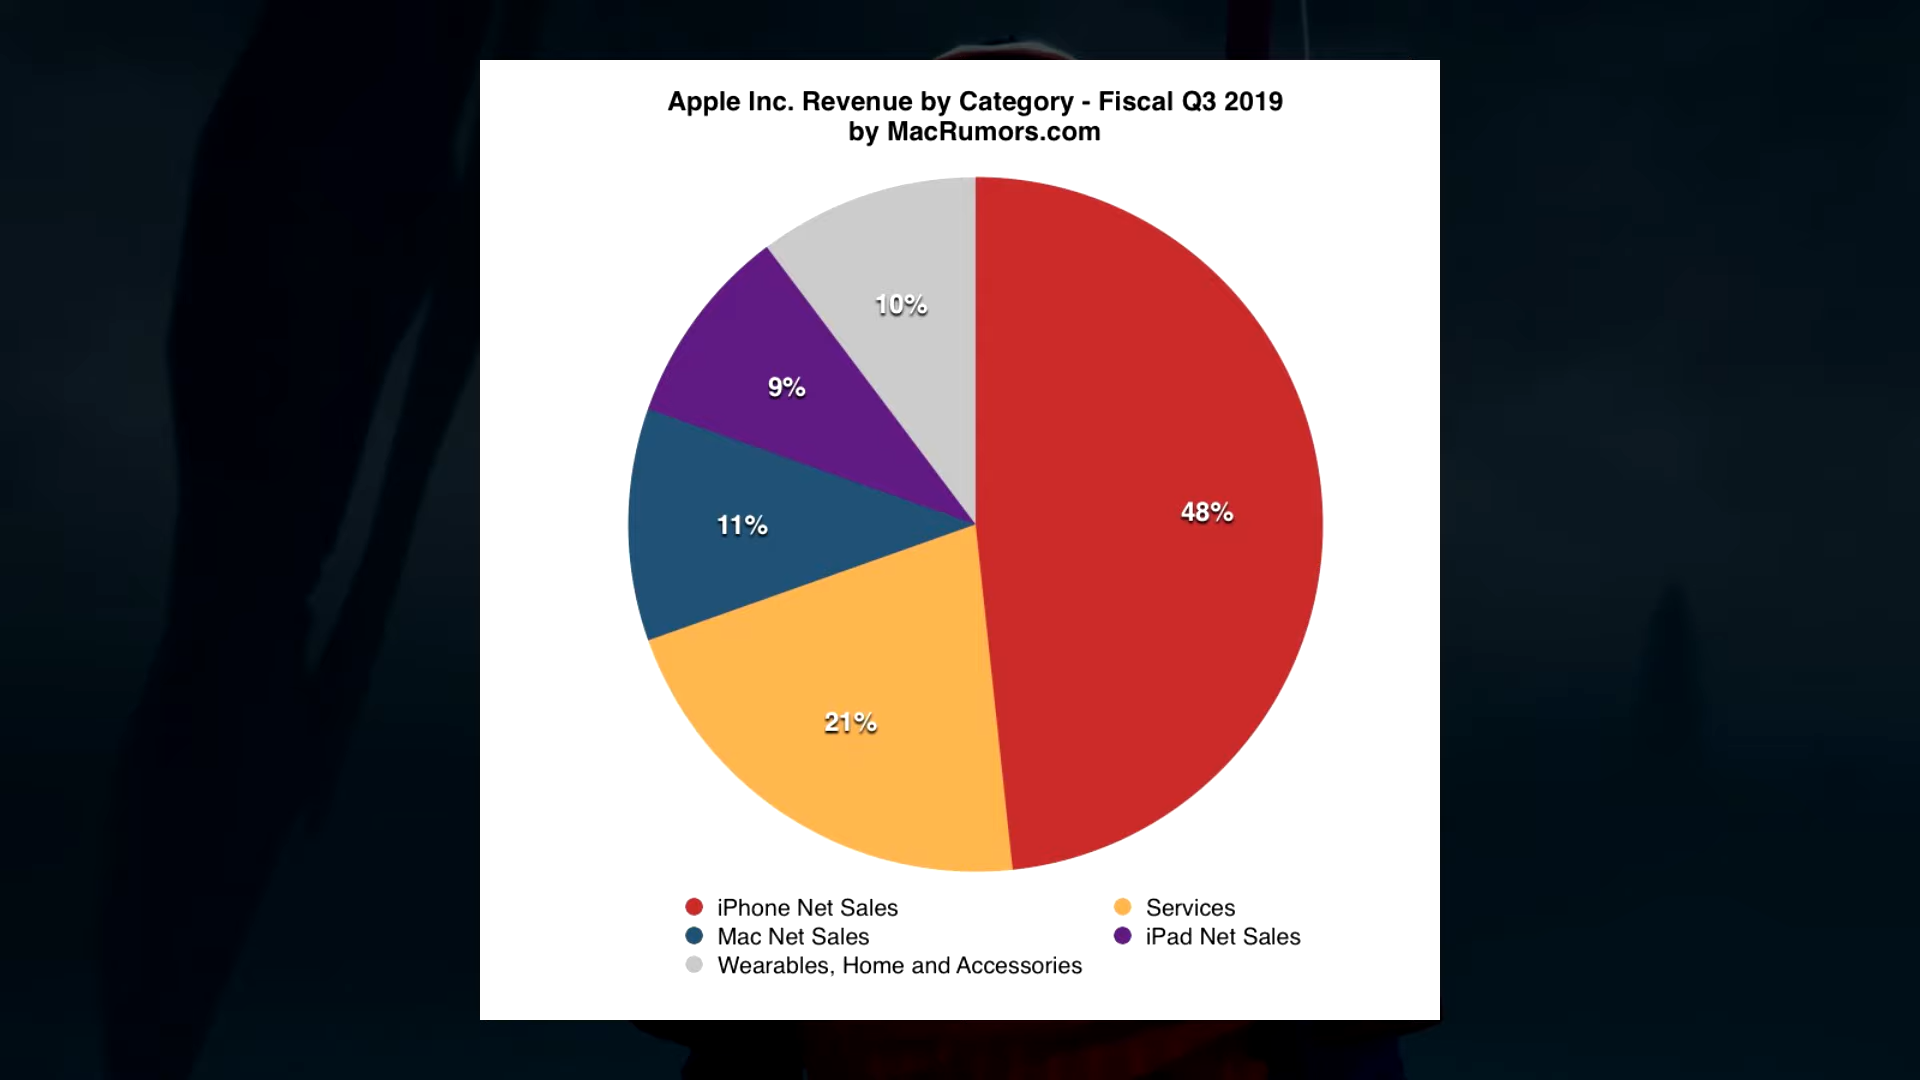 Apple Inc. Revenue by Category - Fiscal Q3 2019
by MacRumors.com
10%
9%
48%
11%
21%
iPhone Net Sales
Services
Mac Net Sales
iPad Net Sales
Wearables, Home and Accessories